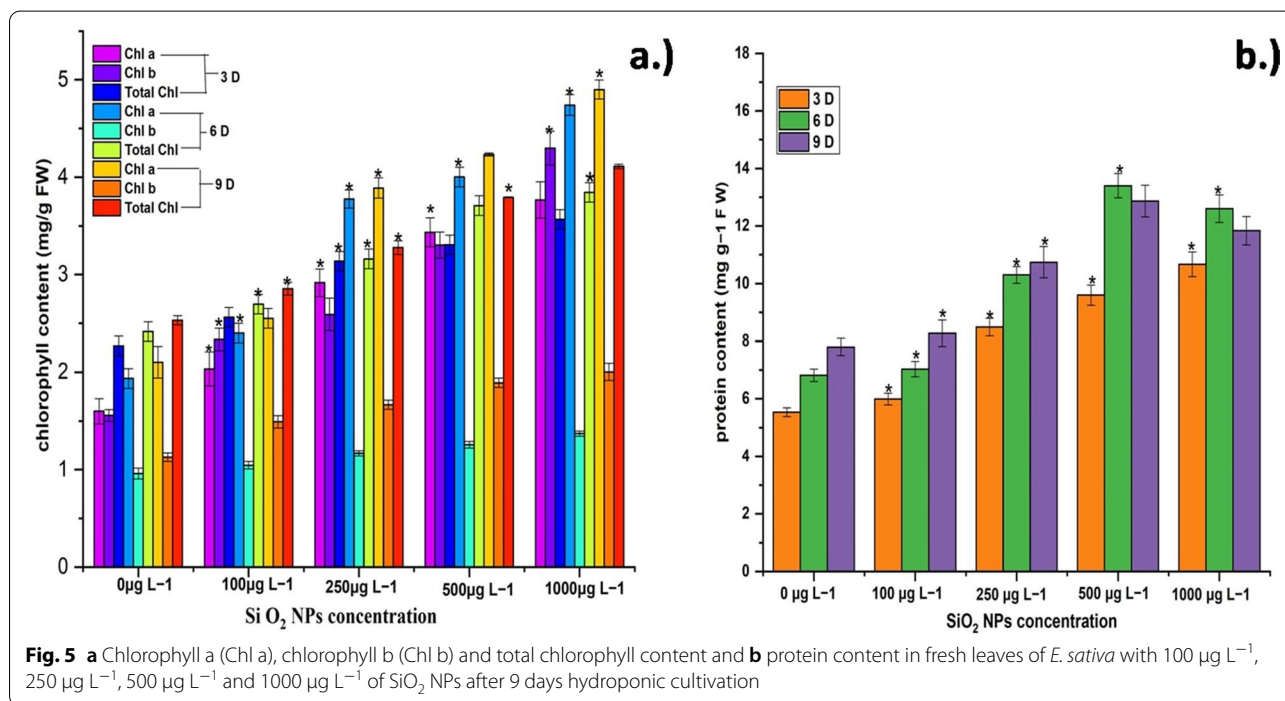 a.)
Chl a
Chl b
3 D
Total Chl
Chl a
Chl b
6 D
Total Chl
Chl a
Chl b
9 D
Total Chl
chlorophyll content (mg/g FW)
5
4
3
2
1
0
* * * * * * * * * * * * * * * * * *
0µg L−1 100µg L−1 250µg L−1 500µg L−1 1000µg L−1
Si O₂ NPs concentration
b.)
3 D
6 D
9 D
protein content (mg g−1 F W)
18
16
14
12
10
8
6
4
2
0
* * * * * * * * * *
0 µg L−1 100 µg L−1 250 µg L−1 500 µg L−1 1000 µg L−1
SiO₂ NPs concentration
Fig. 5 a Chlorophyll a (Chl a), chlorophyll b (Chl b) and total chlorophyll content and b protein content in fresh leaves of E. sativa with 100 µg L⁻¹,
250 µg L⁻¹, 500 µg L⁻¹ and 1000 µg L⁻¹ of SiO₂ NPs after 9 days hydroponic cultivation